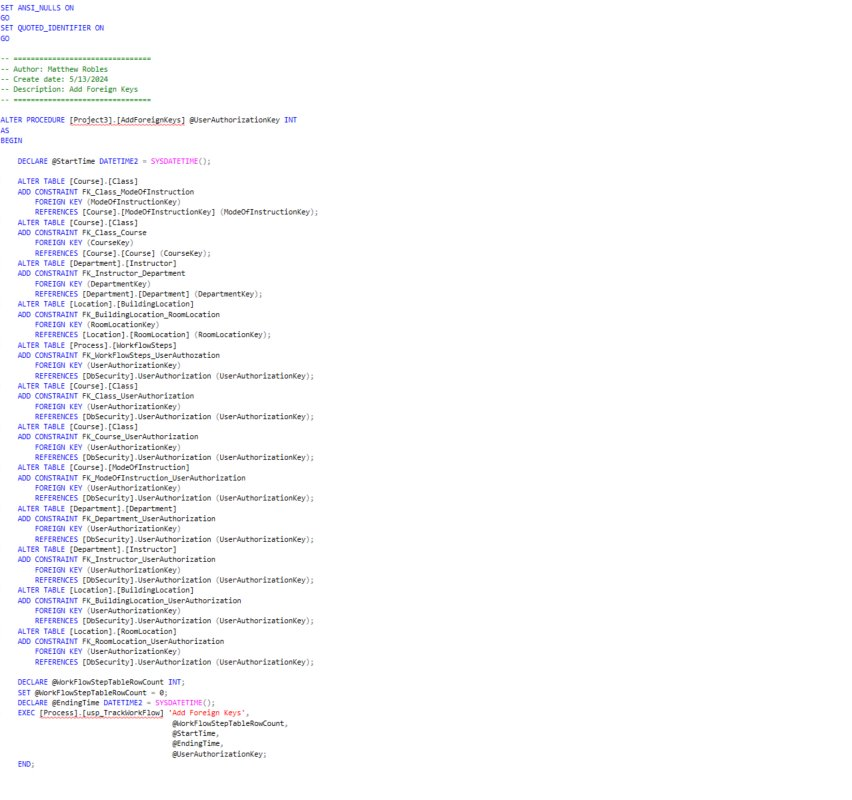 SET ANSI_NULLS ON
GO
SET QUOTED_IDENTIFIER ON
GO
-- ================================
-- Author: Matthew Robles
-- Create date: 5/13/2024
-- Description: Add Foreign Keys
-- ================================
ALTER PROCEDURE [Project3].[AddForeignKeys] @UserAuthorizationKey INT
AS
BEGIN
DECLARE @StartTime DATETIME2 = SYSDATETIME();
ALTER TABLE [Course].[Class]
ADD CONSTRAINT FK_Class_ModeOfInstruction
FOREIGN KEY (ModeOfInstructionKey)
REFERENCES [Course].[ModeOfInstructionKey] (ModeOfInstructionKey);
ALTER TABLE [Course].[Class]
ADD CONSTRAINT FK_Class_Course
FOREIGN KEY (CourseKey)
REFERENCES [Course].[Course] (CourseKey);
ALTER TABLE [Department].[Instructor]
ADD CONSTRAINT FK_Instructor_Department
FOREIGN KEY (DepartmentKey)
REFERENCES [Department].[Department] (DepartmentKey);
ALTER TABLE [Location].[BuildingLocation]
ADD CONSTRAINT FK_BuildingLocation_RoomLocation
FOREIGN KEY (RoomLocationKey)
REFERENCES [Location].[RoomLocation] (RoomLocationKey);
ALTER TABLE [Process].[WorkflowSteps]
ADD CONSTRAINT FK_WorkFlowSteps_UserAuthozation
FOREIGN KEY (UserAuthorizationKey)
REFERENCES [DbSecurity].UserAuthorization (UserAuthorizationKey);
ALTER TABLE [Course].[Class]
ADD CONSTRAINT FK_Class_UserAuthorization
FOREIGN KEY (UserAuthorizationKey)
REFERENCES [DbSecurity].UserAuthorization (UserAuthorizationKey);
ALTER TABLE [Course].[Class]
ADD CONSTRAINT FK_Course_UserAuthorization
FOREIGN KEY (UserAuthorizationKey)
REFERENCES [DbSecurity].UserAuthorization (UserAuthorizationKey);
ALTER TABLE [Course].[ModeOfInstruction]
ADD CONSTRAINT FK_ModeOfInstruction_UserAuthorization
FOREIGN KEY (UserAuthorizationKey)
REFERENCES [DbSecurity].UserAuthorization (UserAuthorizationKey);
ALTER TABLE [Department].[Department]
ADD CONSTRAINT FK_Department_UserAuthorization
FOREIGN KEY (UserAuthorizationKey)
REFERENCES [DbSecurity].UserAuthorization (UserAuthorizationKey);
ALTER TABLE [Department].[Instructor]
ADD CONSTRAINT FK_Instructor_UserAuthorization
FOREIGN KEY (UserAuthorizationKey)
REFERENCES [DbSecurity].UserAuthorization (UserAuthorizationKey);
ALTER TABLE [Location].[BuildingLocation]
ADD CONSTRAINT FK_BuildingLocation_UserAuthorization
FOREIGN KEY (UserAuthorizationKey)
REFERENCES [DbSecurity].UserAuthorization (UserAuthorizationKey);
ALTER TABLE [Location].[RoomLocation]
ADD CONSTRAINT FK_RoomLocation_UserAuthorization
FOREIGN KEY (UserAuthorizationKey)
REFERENCES [DbSecurity].UserAuthorization (UserAuthorizationKey);
DECLARE @WorkFlowStepTableRowCount INT;
SET @WorkFlowStepTableRowCount = 0;
DECLARE @EndingTime DATETIME2 = SYSDATETIME();
EXEC [Process].[usp_TrackWorkFlow] 'Add Foreign Keys',
@WorkFlowStepTableRowCount,
@StartTime,
@EndingTime,
@UserAuthorizationKey;
END;